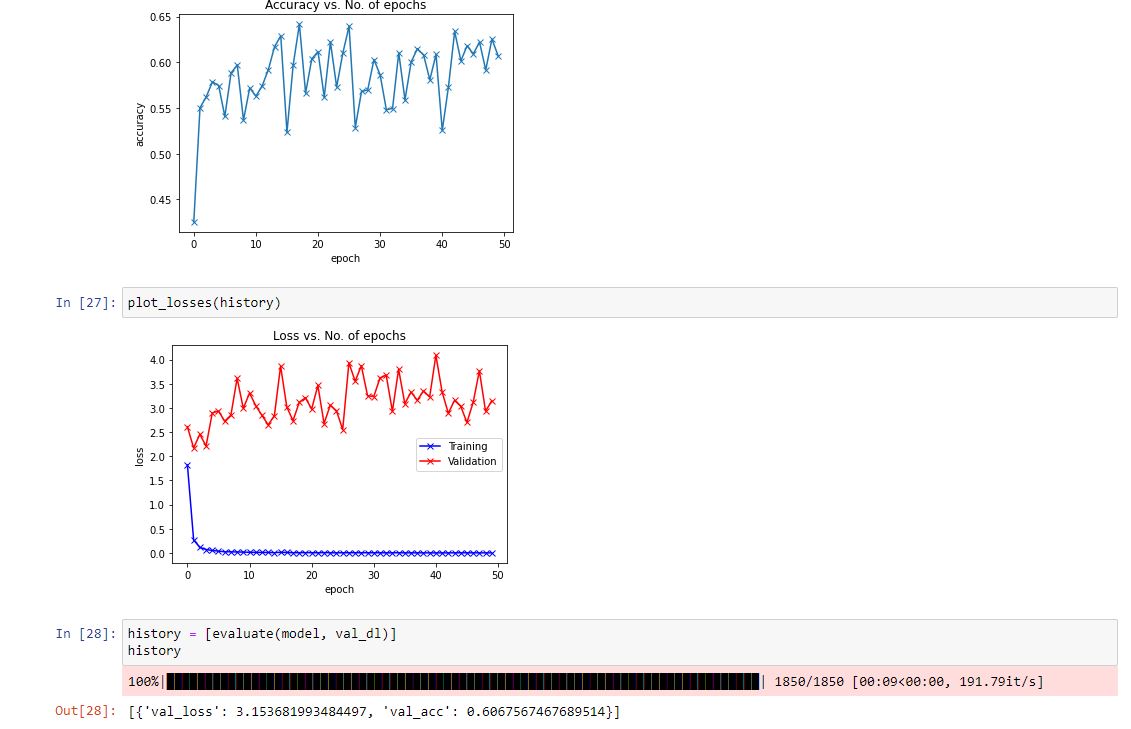 Accuracy vs. No. of epochs
0.65
0.60
0.55
0.50
0.45
accuracy
0 10 20 30 40 50
epoch
In [27]: plot_losses(history)
Loss vs. No. of epochs
4.0
3.5
3.0
2.5
2.0
1.5
1.0
0.5
0.0
loss
Training
Validation
0 10 20 30 40 50
epoch
In [28]: history = [evaluate(model, val_dl)]
history
100%| | 1850/1850 [00:09<00:00, 191.79it/s]
Out[28]: [{'val_loss': 3.153681993484497, 'val_acc': 0.6067567467689514}]